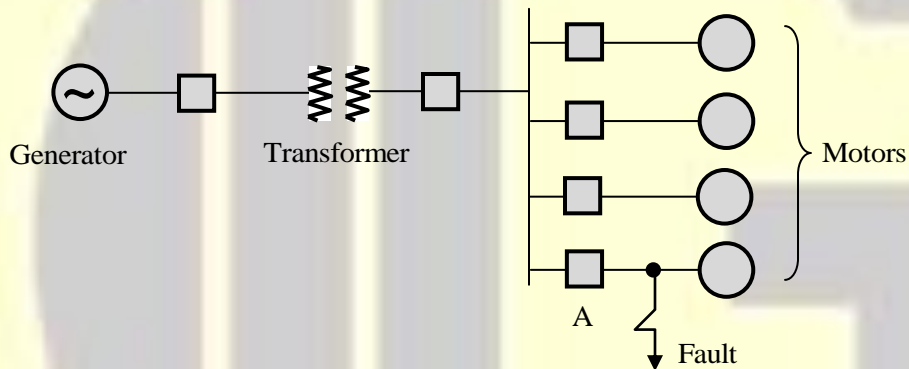 ~
Generator
Transformer
Motors
A
Fault